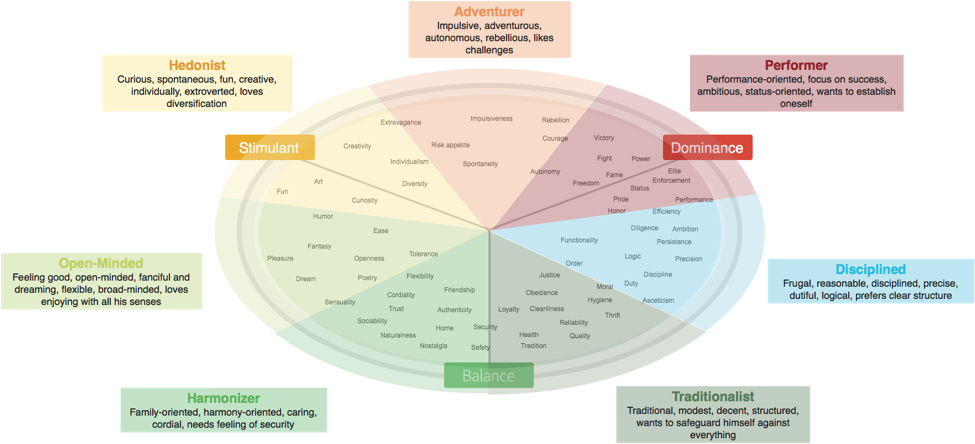 Adventurer
Impulsive, adventurous,
autonomous, rebellious, likes
challenges
Hedonist
Curious, spontaneous, fun, creative,
individually, extroverted, loves
diversification
Performer
Performance-oriented, focus on success,
ambitious, status-oriented, wants to establish
oneself
Stimulant
Dominance
Extravagance
Impulsiveness
Rebellion
Creativity
Risk appetite
Courage
Victory
Individualism
Spontaneity
Fight
Power
Autonomy
Fame
Elite
Enforcement
Art
Diversity
Freedom
Status
Fun
Curiosity
Pride
Performance
Honor
Efficiency
Humor
Ease
Diligence
Ambition
Functionality
Persistence
Fantasy
Tolerance
Logic
Pleasure
Openness
Order
Precision
Dream
Poetry
Flexbility
Justice
Discipline
Moral
Duty
Sensuality
Cordiality
Friendship
Obedience
Hygiene
Asceticism
Trust
Authenticity
Loyalty
Cleanliness
Thrift
Sociability
Home
Security
Reliability
Naturalness
Health
Quality
Nostalgia
Safety
Tradition
Balance
Open-Minded
Feeling good, open-minded, fanciful and
dreaming, flexible, broad-minded, loves
enjoying with all his senses
Disciplined
Frugal, reasonable, disciplined, precise,
dutiful, logical, prefers clear structure
Harmonizer
Family-oriented, harmony-oriented, caring,
cordial, needs feeling of security
Traditionalist
Traditional, modest, decent, structured,
wants to safeguard himself against
everything